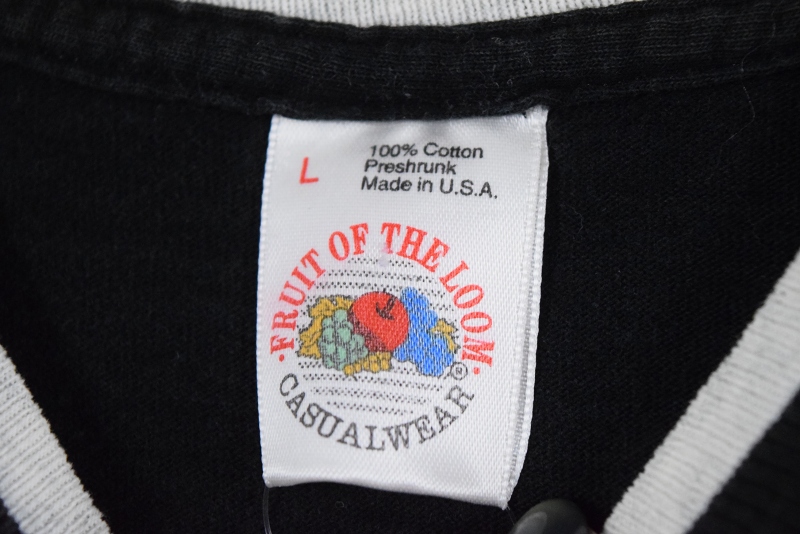 L
100% Cotton
Preshrunk
Made in U.S.A.
·FRUIT OF THE LOOM·
®
CASUALWEAR